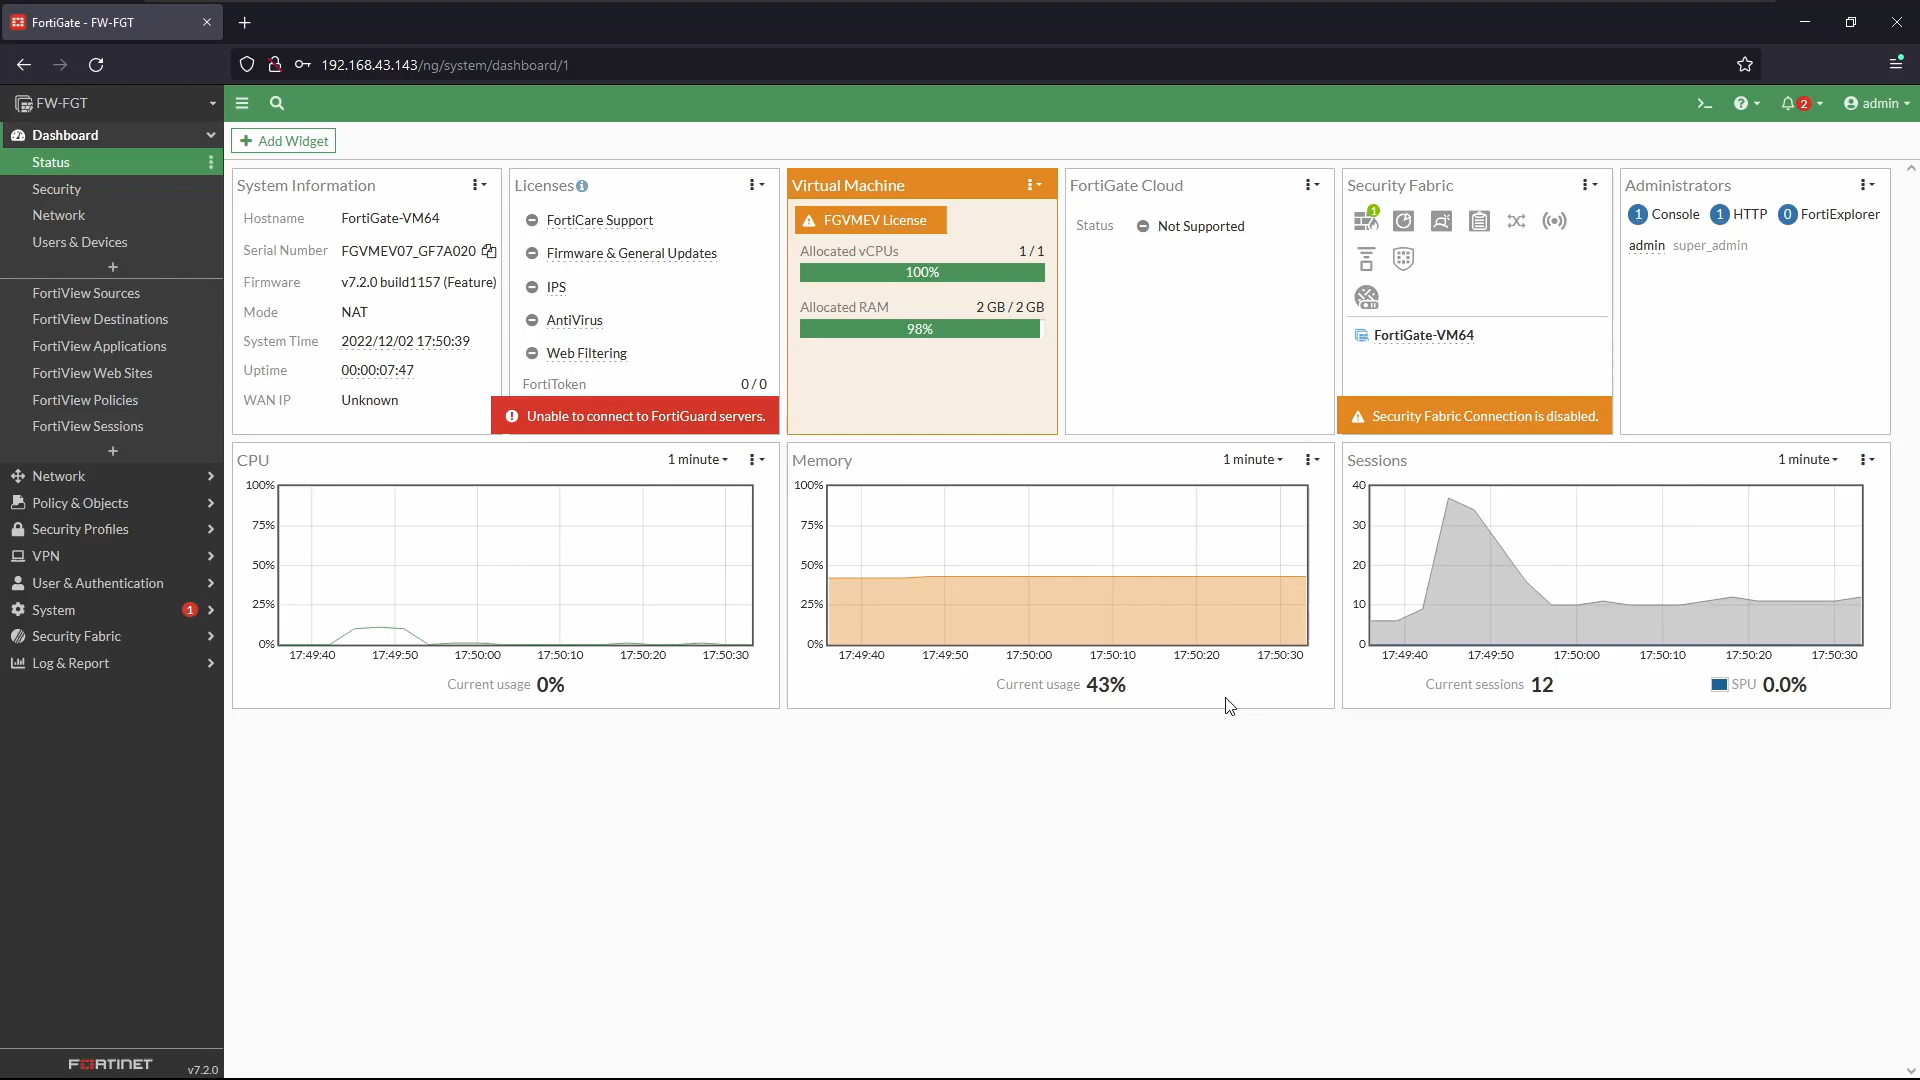 FortiGate - FW-FGT
192.168.43.143/ng/system/dashboard/1
FW-FGT
2
admin
Dashboard
Status
Security
Network
Users & Devices
FortiView Sources
FortiView Destinations
FortiView Applications
FortiView Web Sites
FortiView Policies
FortiView Sessions
Network
Policy & Objects
Security Profiles
VPN
User & Authentication
System 1
Security Fabric
Log & Report
FORTINET v7.2.0
Add Widget
System Information
Hostname FortiGate-VM64
Serial Number FGVMEV07_GF7A020
Firmware v7.2.0 build1157 (Feature)
Mode NAT
System Time 2022/12/02 17:50:39
Uptime 00:00:07:47
WAN IP Unknown
Licenses
FortiCare Support
Firmware & General Updates
IPS
AntiVirus
Web Filtering
FortiToken 0 / 0
Unable to connect to FortiGuard servers.
Virtual Machine
FGVMEV License
Allocated vCPUs 1 / 1
100%
Allocated RAM 2 GB / 2 GB
98%
FortiGate Cloud
Status Not Supported
Security Fabric
1
FortiGate-VM64
Security Fabric Connection is disabled.
Administrators
1 Console 1 HTTP 0 FortiExplorer
admin super_admin
CPU 1 minute
100%
75%
50%
25%
0%
17:49:40 17:49:50 17:50:00 17:50:10 17:50:20 17:50:30
Current usage 0%
Memory 1 minute
100%
75%
50%
25%
0%
17:49:40 17:49:50 17:50:00 17:50:10 17:50:20 17:50:30
Current usage 43%
Sessions 1 minute
40
30
20
10
0
17:49:40 17:49:50 17:50:00 17:50:10 17:50:20 17:50:30
Current sessions 12 SPU 0.0%